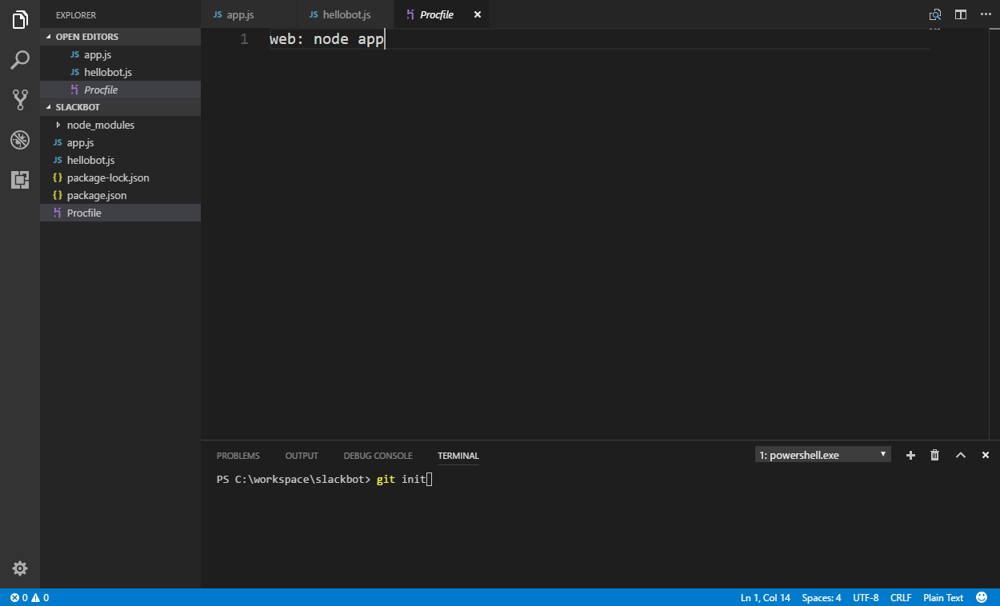 EXPLORER
OPEN EDITORS
JS app.js
JS hellobot.js
Procfile
SLACKBOT
node_modules
JS app.js
JS hellobot.js
{} package-lock.json
{} package.json
Procfile
JS app.js JS hellobot.js Procfile
1 web: node app
PROBLEMS OUTPUT DEBUG CONSOLE TERMINAL 1: powershell.exe
PS C:\workspace\slackbot> git init
0 0 Ln 1, Col 14 Spaces: 4 UTF-8 CRLF Plain Text